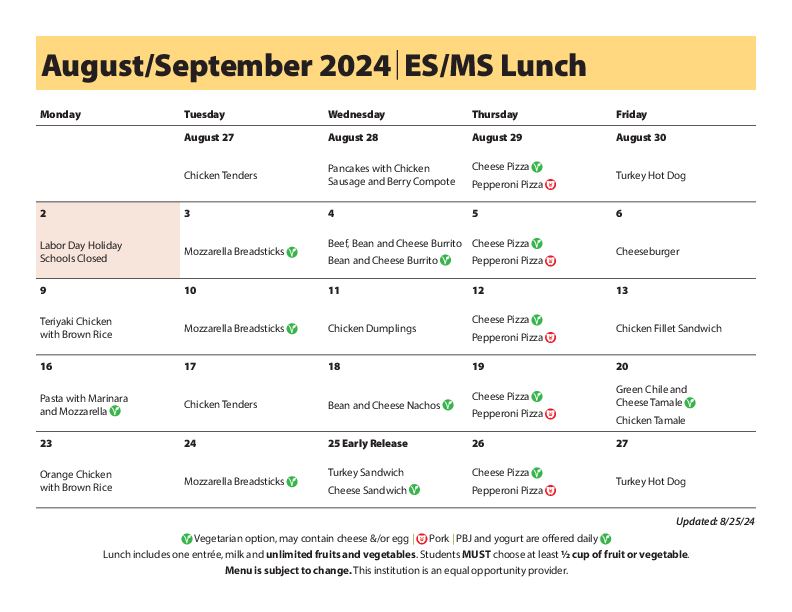 August/September 2024 | ES/MS Lunch
Monday Tuesday Wednesday Thursday Friday
August 27 August 28 August 29 August 30
Chicken Tenders
Pancakes with Chicken
Sausage and Berry Compote
Cheese Pizza
Pepperoni Pizza
Turkey Hot Dog
2 3 4 5 6
Labor Day Holiday
Schools Closed
Mozzarella Breadsticks
Beef, Bean and Cheese Burrito
Bean and Cheese Burrito
Cheese Pizza
Pepperoni Pizza
Cheeseburger
9 10 11 12 13
Teriyaki Chicken
with Brown Rice
Mozzarella Breadsticks
Chicken Dumplings
Cheese Pizza
Pepperoni Pizza
Chicken Fillet Sandwich
16 17 18 19 20
Pasta with Marinara
and Mozzarella
Chicken Tenders
Bean and Cheese Nachos
Cheese Pizza
Pepperoni Pizza
Green Chile and
Cheese Tamale
Chicken Tamale
23 24 25 Early Release 26 27
Orange Chicken
with Brown Rice
Mozzarella Breadsticks
Turkey Sandwich
Cheese Sandwich
Cheese Pizza
Pepperoni Pizza
Turkey Hot Dog
Updated: 8/25/24
V Vegetarian option, may contain cheese &/or egg | Pork | PBJ and yogurt are offered daily V
Lunch includes one entrée, milk and unlimited fruits and vegetables. Students MUST choose at least ½ cup of fruit or vegetable.
Menu is subject to change. This institution is an equal opportunity provider.